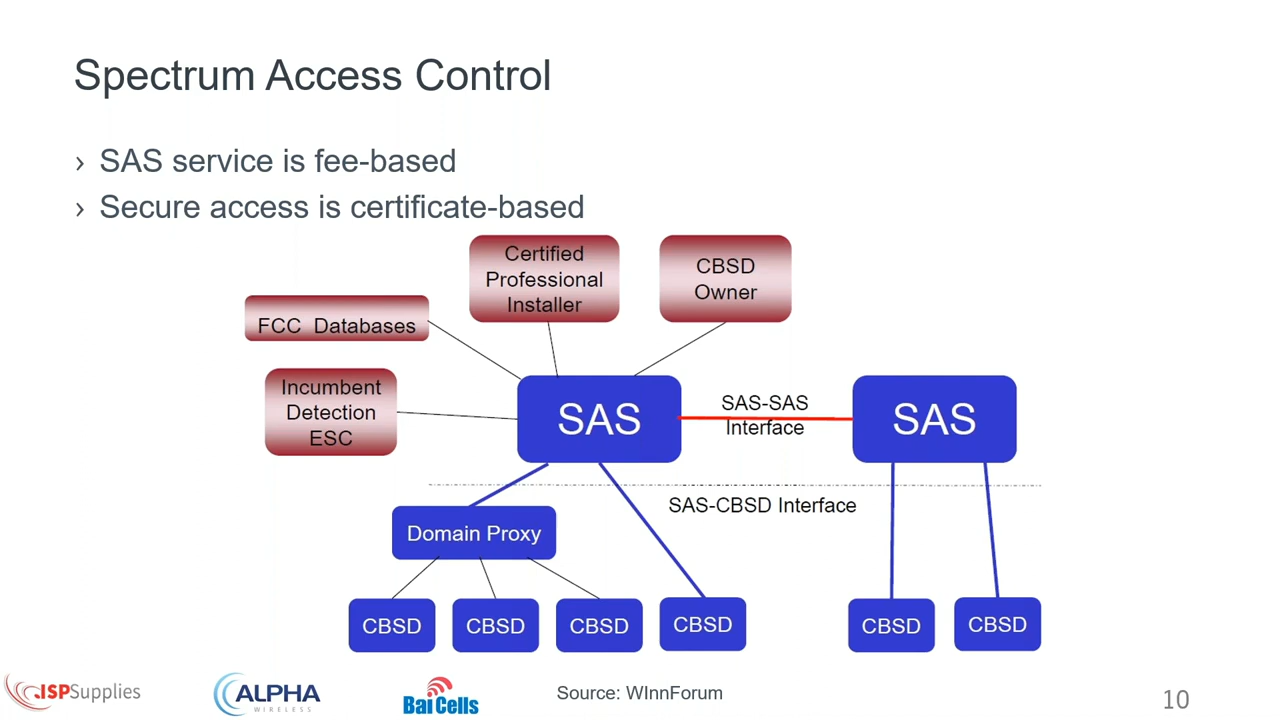 Spectrum Access Control
› SAS service is fee-based
› Secure access is certificate-based
Certified
Professional
Installer
CBSD
Owner
FCC Databases
Incumbent
Detection
ESC
SAS
SAS-SAS
Interface
SAS
SAS-CBSD Interface
Domain Proxy
CBSD
CBSD
CBSD
CBSD
CBSD
CBSD
ISPSupplies
ALPHA
WIRELESS
BaiCells
Source: WInnForum
10